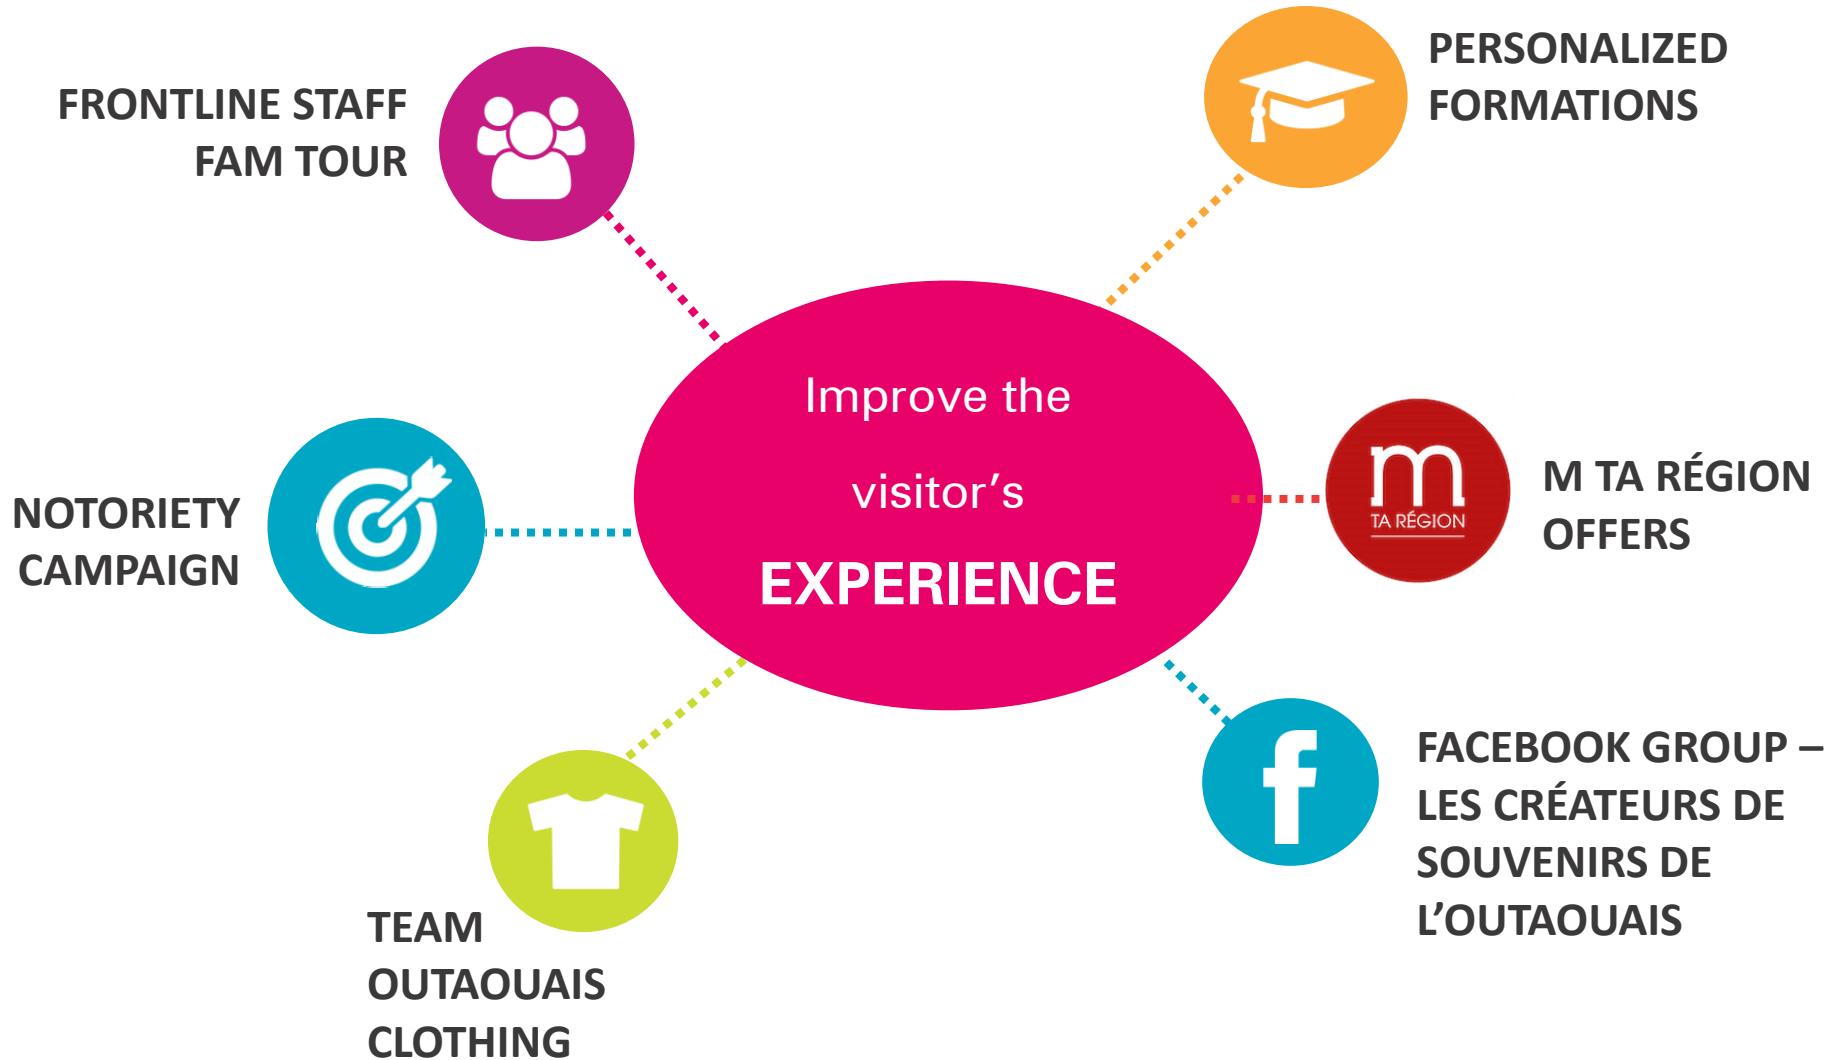 FRONTLINE STAFF
FAM TOUR
PERSONALIZED
FORMATIONS
Improve the
visitor’s
EXPERIENCE
NOTORIETY
CAMPAIGN
m
TA RÉGION
M TA RÉGION
OFFERS
f
FACEBOOK GROUP –
LES CRÉATEURS DE
SOUVENIRS DE
L’OUTAOUAIS
TEAM
OUTAOUAIS
CLOTHING